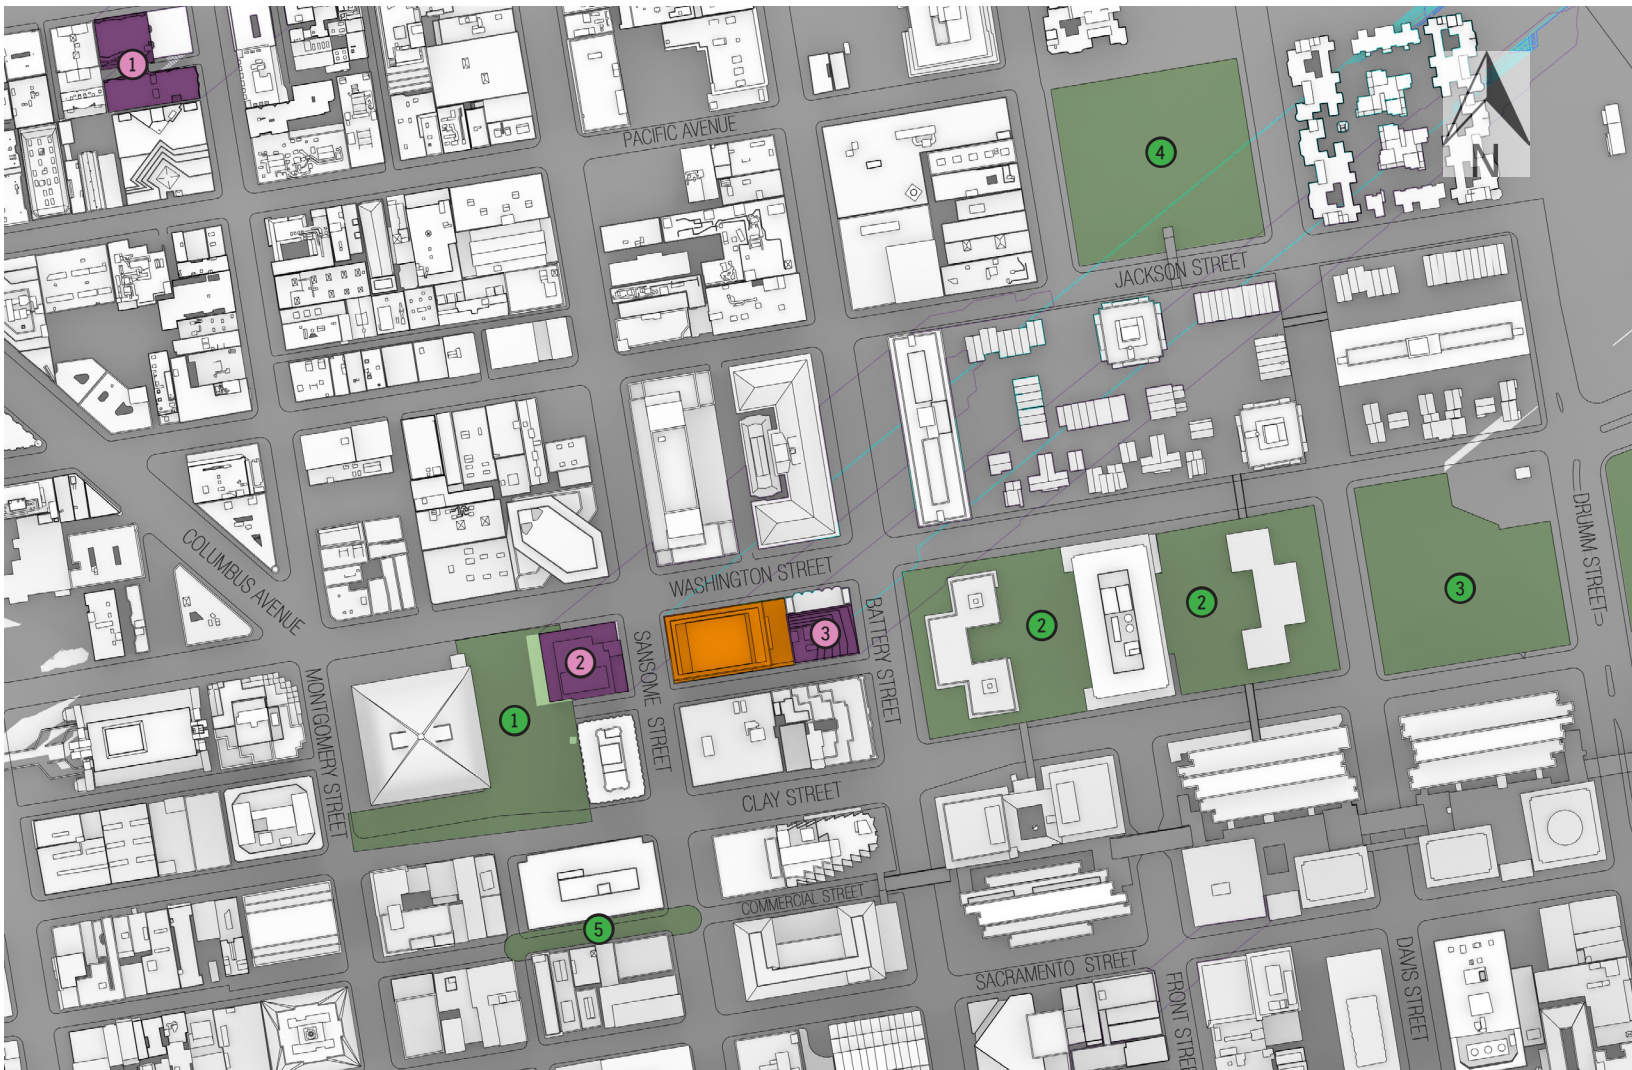 1
PACIFIC AVENUE
4
N
JACKSON STREET
COLUMBUS AVENUE
WASHINGTON STREET
DRUMM STREET
3
2
2
3
2
BATTERY STREET
SANSOME STREET
MONTGOMERY STREET
1
CLAY STREET
COMMERCIAL STREET
5
SACRAMENTO STREET
FRONT STREE
DAVIS STREET